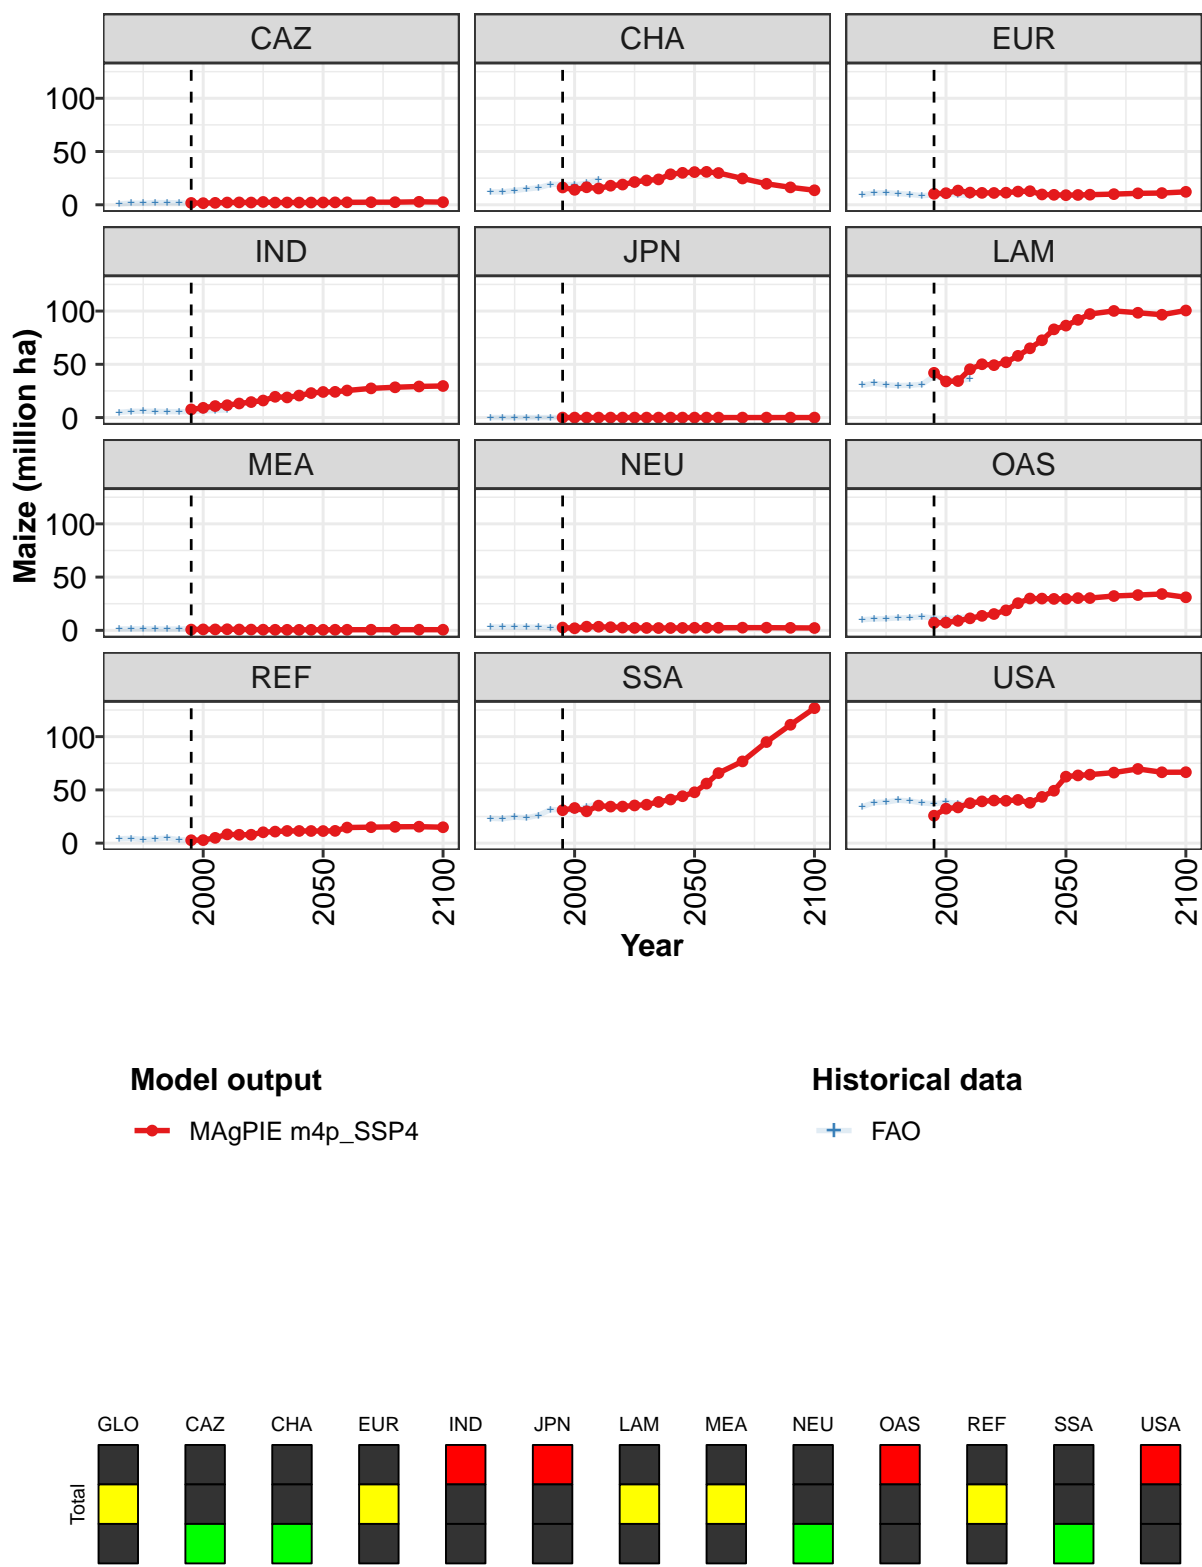 CAZ CHA EUR
100
50
0
IND JPN LAM
100
50
0
MEA NEU OAS
100
50
0
REF SSA USA
100
50
0
2000 2050 2100 2000 2050 2100 2000 2050 2100
Year
Maize (million ha)
Model output Historical data
MAgPIE m4p_SSP4 FAO
GLO CAZ CHA EUR IND JPN LAM MEA NEU OAS REF SSA USA
Total